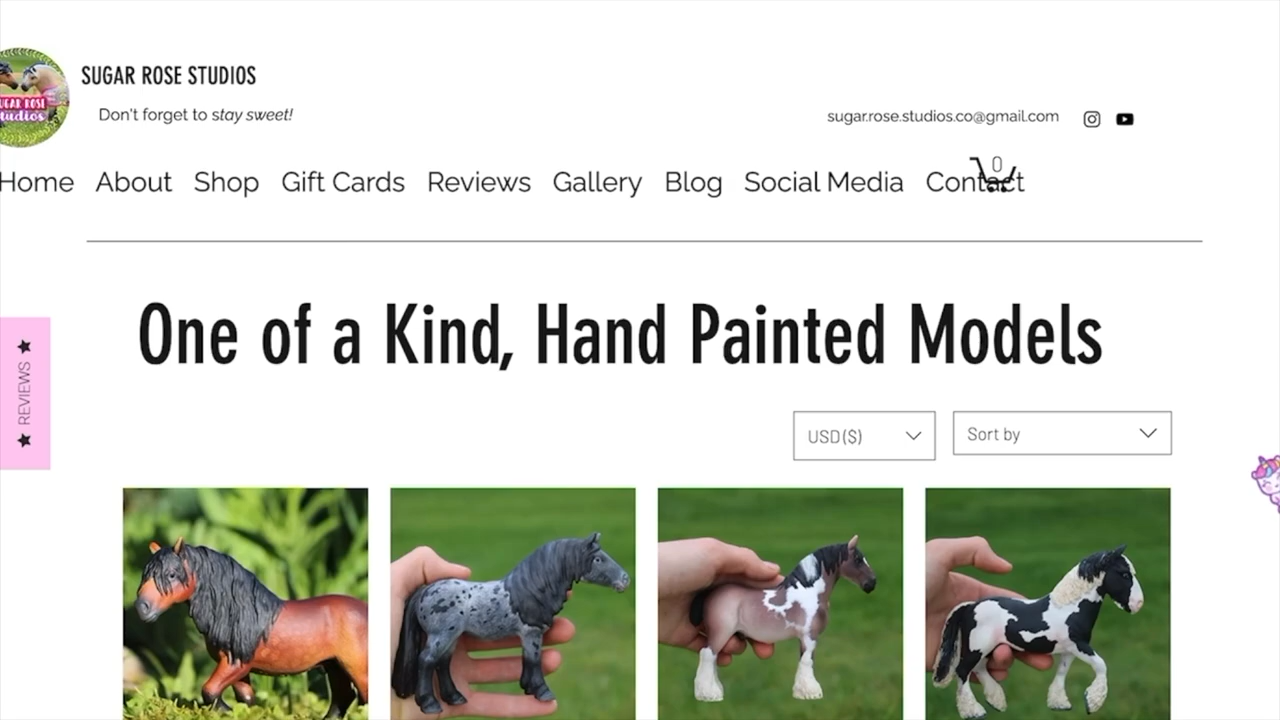 SUGAR ROSE STUDIOS
Don't forget to stay sweet!
sugar.rose.studios.co@gmail.com
0
Home About Shop Gift Cards Reviews Gallery Blog Social Media Contact
One of a Kind, Hand Painted Models
REVIEWS
USD($)
Sort by